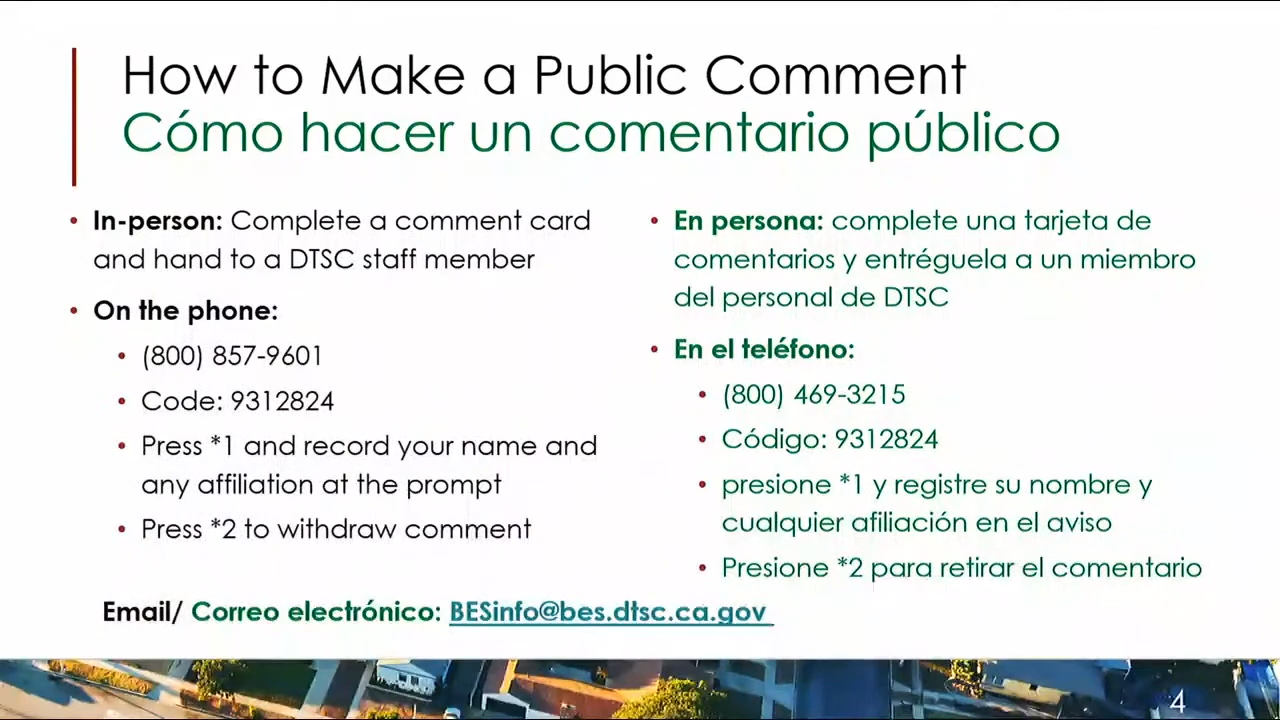 How to Make a Public Comment
Cómo hacer un comentario público
• In-person: Complete a comment card
and hand to a DTSC staff member
• On the phone:
• (800) 857-9601
• Code: 9312824
• Press *1 and record your name and
any affiliation at the prompt
• Press *2 to withdraw comment
• En persona: complete una tarjeta de
comentarios y entréguela a un miembro
del personal de DTSC
• En el teléfono:
• (800) 469-3215
• Código: 9312824
• presione *1 y registre su nombre y
cualquier afiliación en el aviso
• Presione *2 para retirar el comentario
Email/ Correo electrónico: BESinfo@bes.dtsc.ca.gov
4